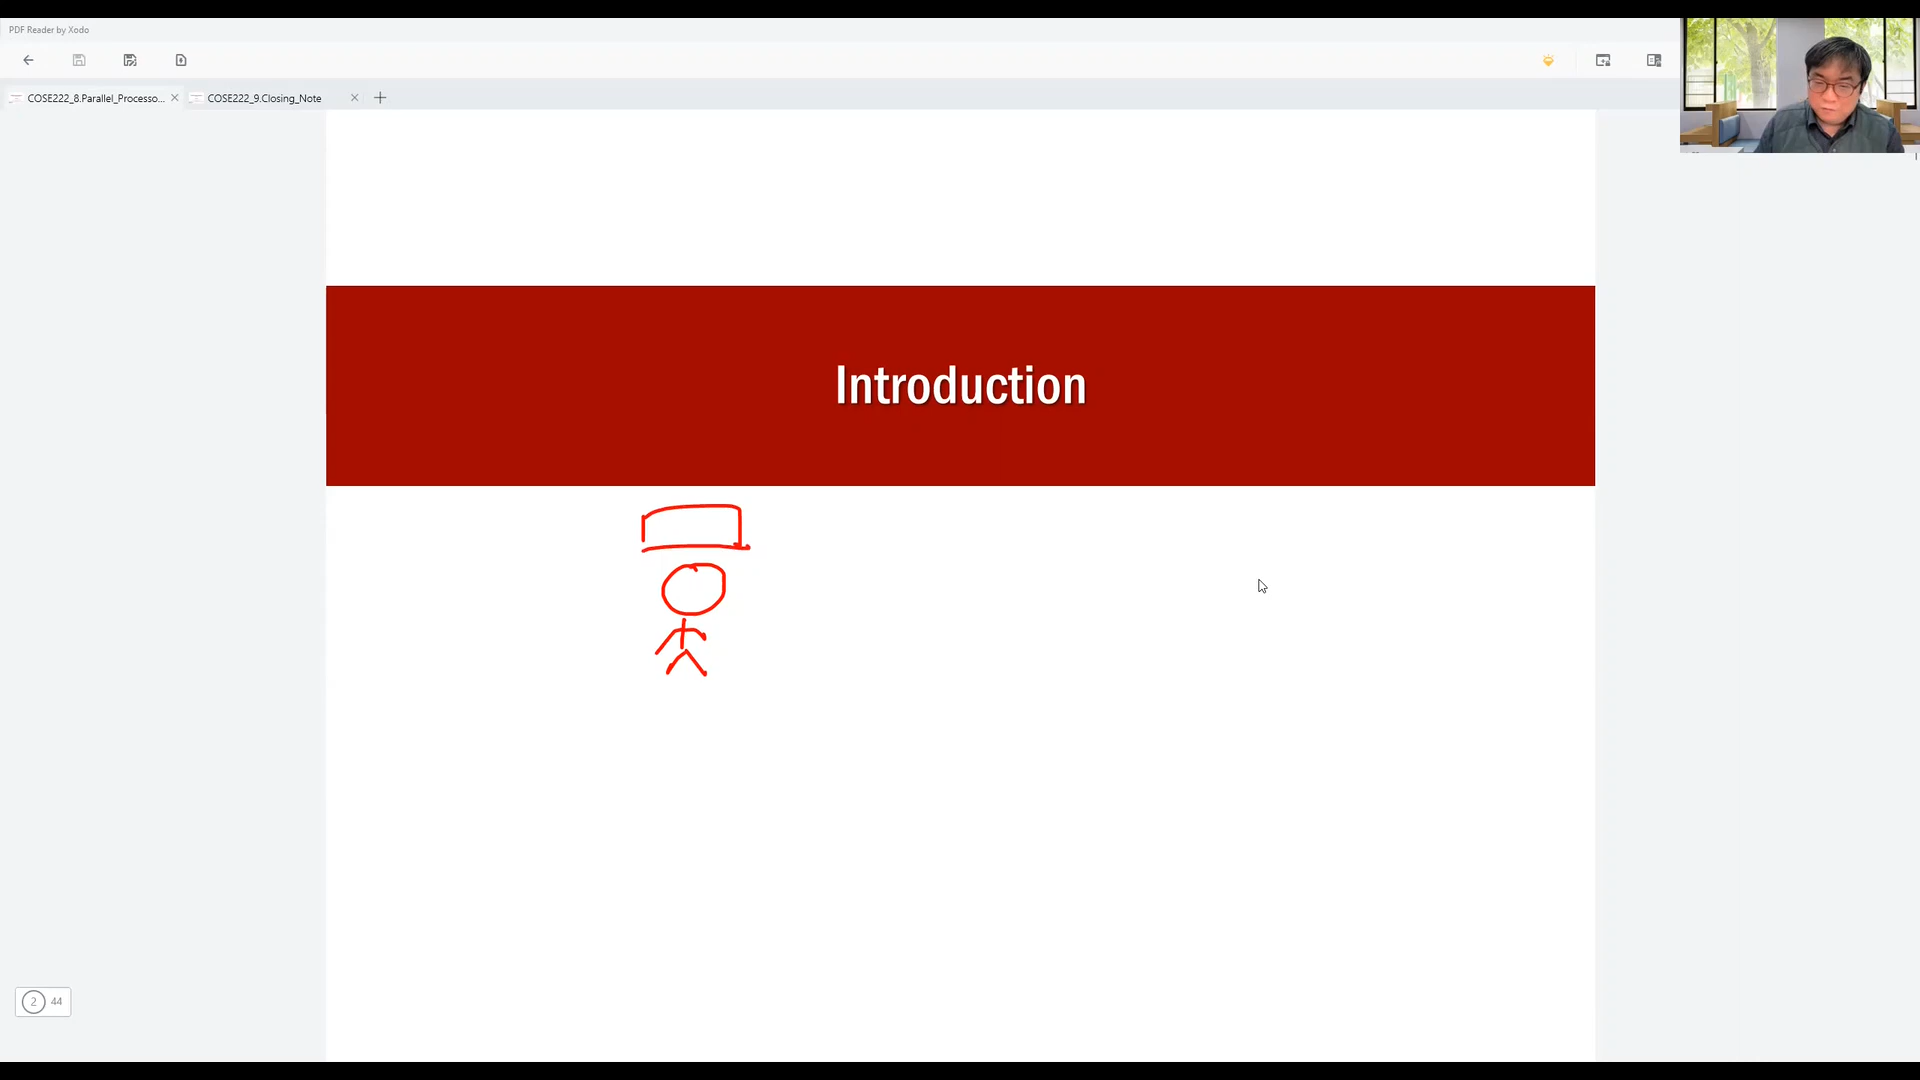 PDF Reader by Xodo
COSE222_8.Parallel_Processo...
COSE222_9.Closing_Note
Introduction
2 44